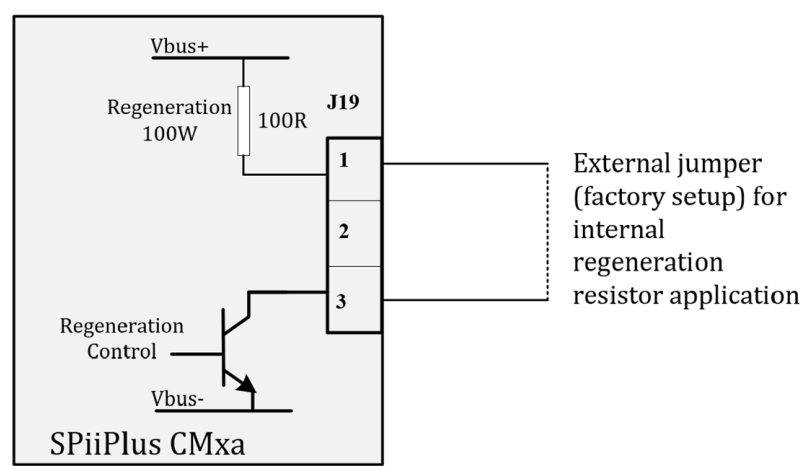 Vbus+
Regeneration
100W
100R
J19
1
2
3
External jumper
(factory setup) for
internal
regeneration
resistor application
Regeneration
Control
Vbus-
SPiiPlus CMxa